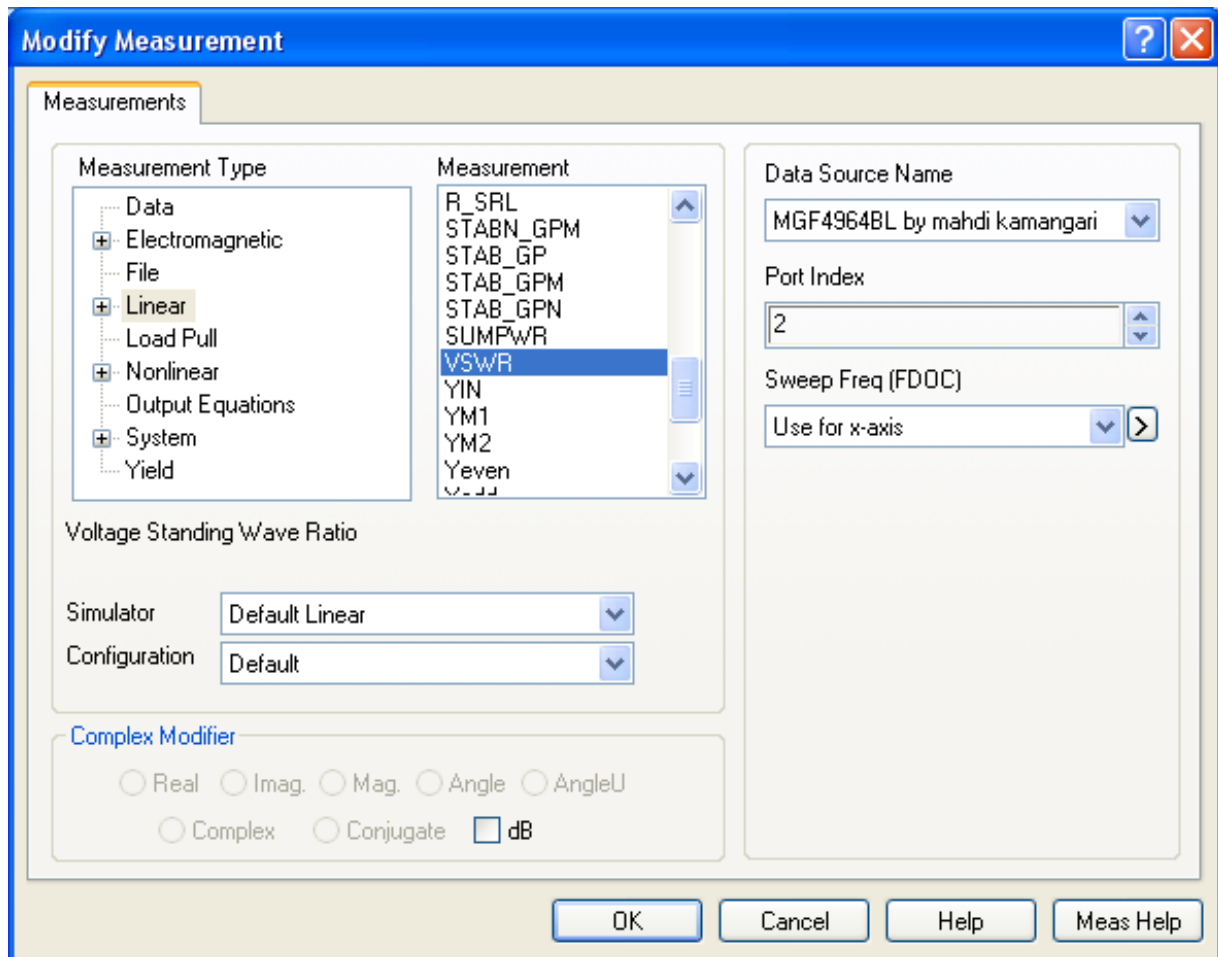 Modify Measurement
Measurements
Measurement Type
Data
Electromagnetic
File
Linear
Load Pull
Nonlinear
Output Equations
System
Yield
Measurement
R_SRL
STABN_GPM
STAB_GP
STAB_GPM
STAB_GPN
SUMPWR
VSWR
YIN
YM1
YM2
Yeven
Voltage Standing Wave Ratio
Simulator
Default Linear
Configuration
Default
Complex Modifier
Real Imag. Mag. Angle AngleU
Complex Conjugate dB
Data Source Name
MGF4964BL by mahdi kamangari
Port Index
2
Sweep Freq (FDOC)
Use for x-axis >
OK Cancel Help Meas Help